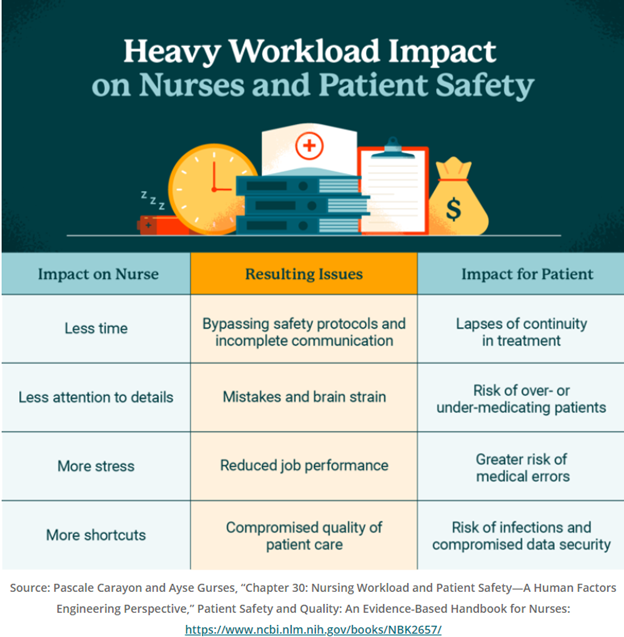 Heavy Workload Impact
on Nurses and Patient Safety
z z z
$
Impact on Nurse
Resulting Issues
Impact for Patient
Less time
Bypassing safety protocols and
incomplete communication
Lapses of continuity
in treatment
Less attention to details
Mistakes and brain strain
Risk of over- or
under-medicating patients
More stress
Reduced job performance
Greater risk of
medical errors
More shortcuts
Compromised quality of
patient care
Risk of infections and
compromised data security
Source: Pascale Carayon and Ayse Gurses, “Chapter 30: Nursing Workload and Patient Safety—A Human Factors
Engineering Perspective,” Patient Safety and Quality: An Evidence-Based Handbook for Nurses:
https://www.ncbi.nlm.nih.gov/books/NBK2657/